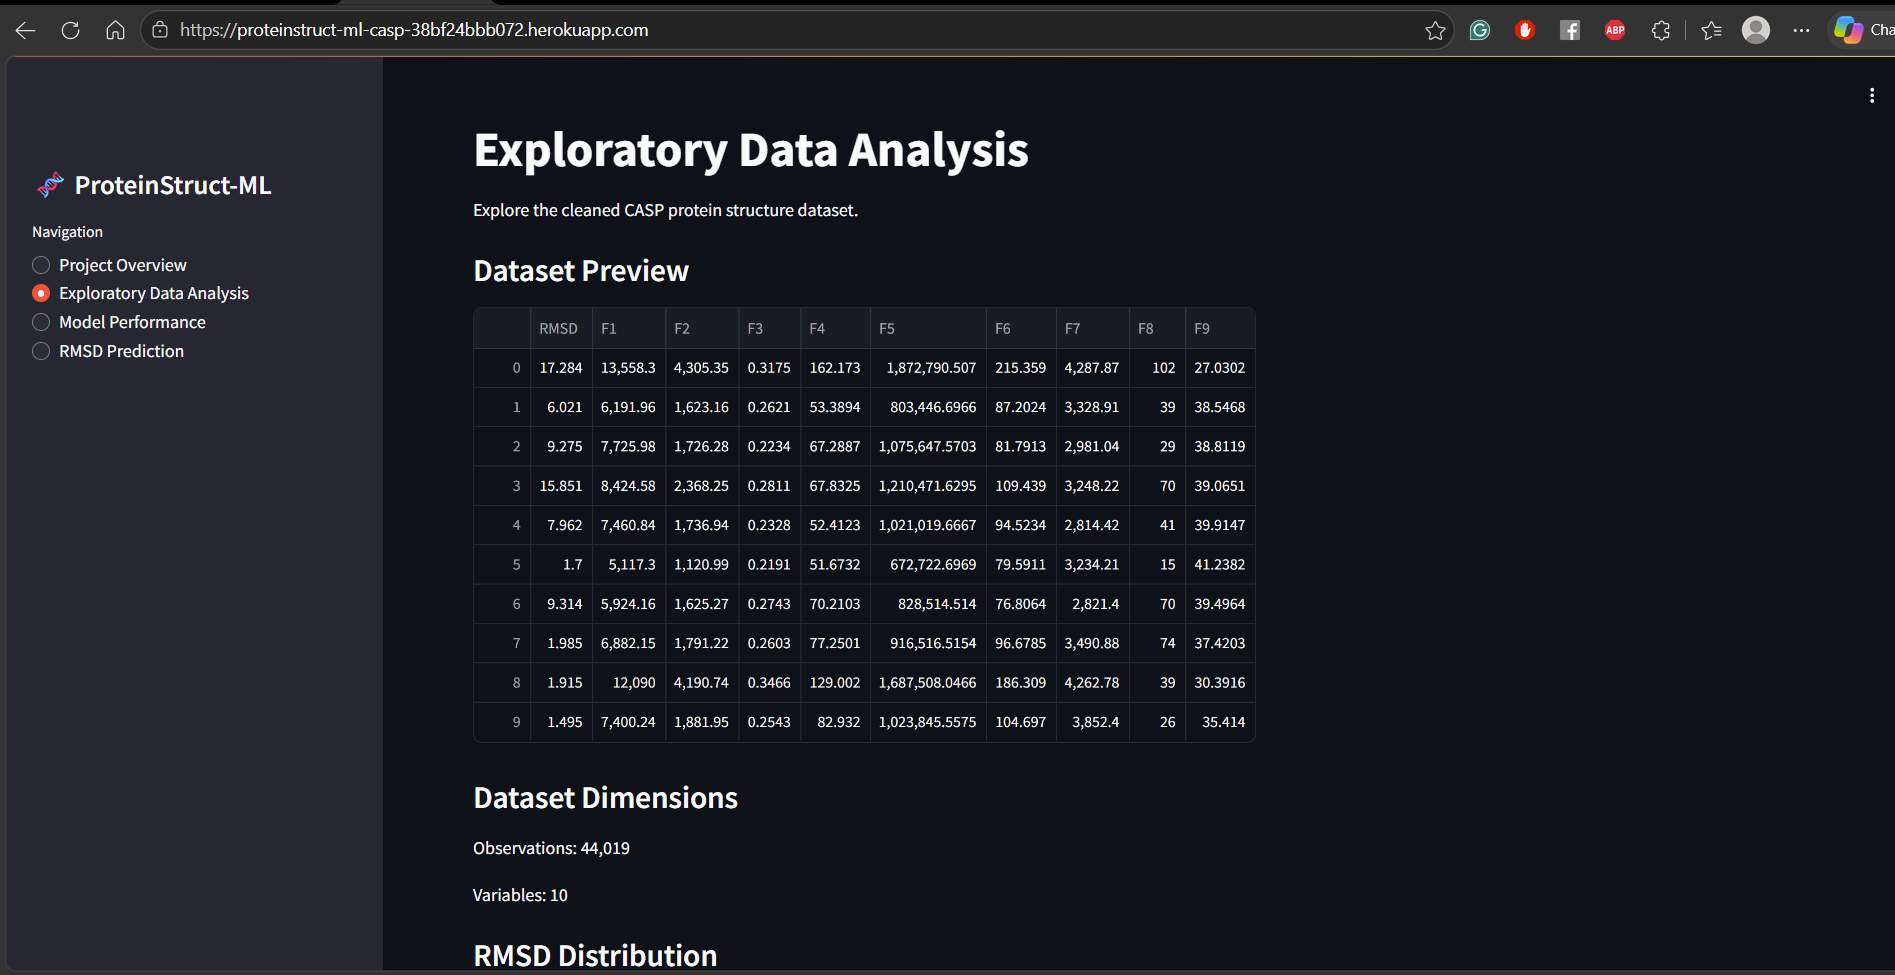 https://proteinstruct-ml-casp-38bf24bbb072.herokuapp.com
ABP
Cha
ProteinStruct-ML
Navigation
Project Overview
Exploratory Data Analysis
Model Performance
RMSD Prediction
Exploratory Data Analysis
Explore the cleaned CASP protein structure dataset.
Dataset Preview
RMSD F1 F2 F3 F4 F5 F6 F7 F8 F9
0 17.284 13,558.3 4,305.35 0.3175 162.173 1,872,790.507 215.359 4,287.87 102 27.0302
1 6.021 6,191.96 1,623.16 0.2621 53.3894 803,446.6966 87.2024 3,328.91 39 38.5468
2 9.275 7,725.98 1,726.28 0.2234 67.2887 1,075,647.5703 81.7913 2,981.04 29 38.8119
3 15.851 8,424.58 2,368.25 0.2811 67.8325 1,210,471.6295 109.439 3,248.22 70 39.0651
4 7.962 7,460.84 1,736.94 0.2328 52.4123 1,021,019.6667 94.5234 2,814.42 41 39.9147
5 1.7 5,117.3 1,120.99 0.2191 51.6732 672,722.6969 79.5911 3,234.21 15 41.2382
6 9.314 5,924.16 1,625.27 0.2743 70.2103 828,514.514 76.8064 2,821.4 70 39.4964
7 1.985 6,882.15 1,791.22 0.2603 77.2501 916,516.5154 96.6785 3,490.88 74 37.4203
8 1.915 12,090 4,190.74 0.3466 129.002 1,687,508.0466 186.309 4,262.78 39 30.3916
9 1.495 7,400.24 1,881.95 0.2543 82.932 1,023,845.5575 104.697 3,852.4 26 35.414
Dataset Dimensions
Observations: 44,019
Variables: 10
RMSD Distribution